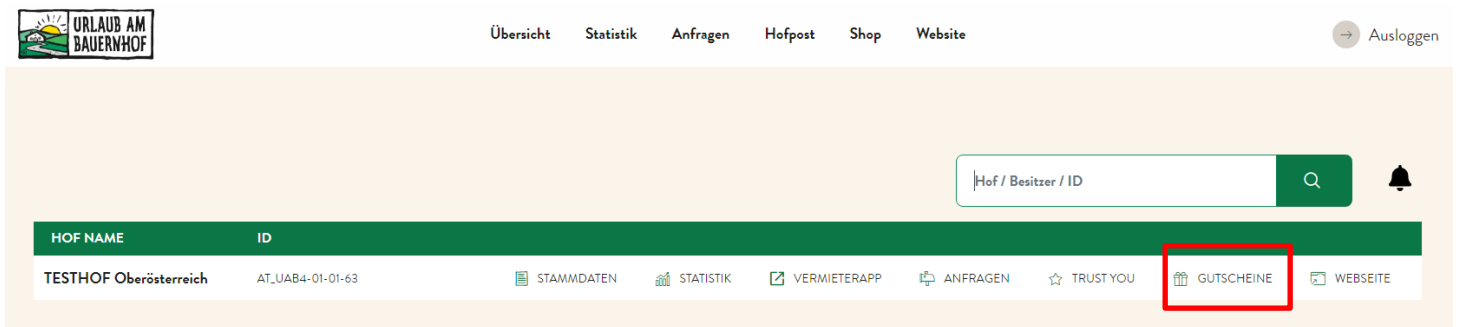 URLAUB AM
BAUERNHOF
Übersicht Statistik Anfragen Hofpost Shop Website Ausloggen
Hof / Besitzer / ID
HOF NAME ID
TESTHOF Oberösterreich AT_UAB4-01-01-63 STAMMDATEN STATISTIK VERMIETERAPP ANFRAGEN TRUST YOU GUTSCHEINE WEBSEITE